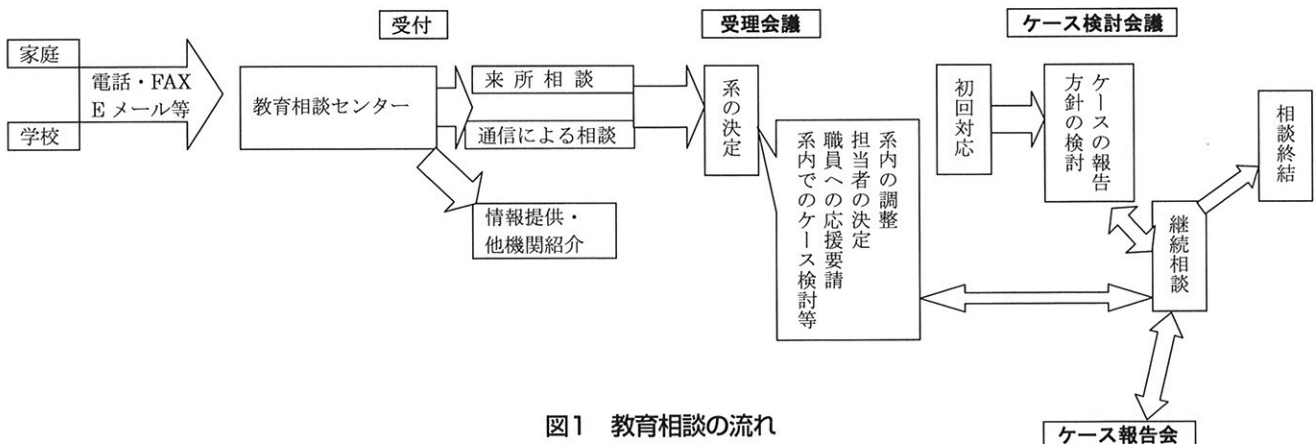 受付
受理会議
ケース検討会議
家庭
電話・FAX
Eメール等
学校
教育相談センター
来所相談
通信による相談
情報提供・
他機関紹介
系の決定
系内の調整
担当者の決定
職員への応援要請
系内でのケース検討等
初回対応
ケースの報告
方針の検討
継続相談
相談終結
ケース報告会
図1 教育相談の流れ